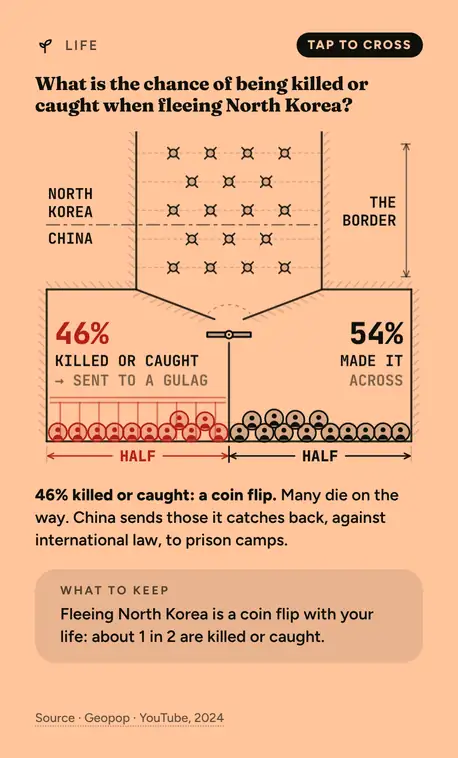 LIFE
TAP TO CROSS
What is the chance of being killed or
caught when fleeing North Korea?
NORTH
KOREA
CHINA
THE
BORDER
46%
KILLED OR CAUGHT
→ SENT TO A GULAG
54%
MADE IT
ACROSS
HALF
HALF
46% killed or caught: a coin flip. Many die on the
way. China sends those it catches back, against
international law, to prison camps.
WHAT TO KEEP
Fleeing North Korea is a coin flip with your
life: about 1 in 2 are killed or caught.
Source · Geopop · YouTube, 2024